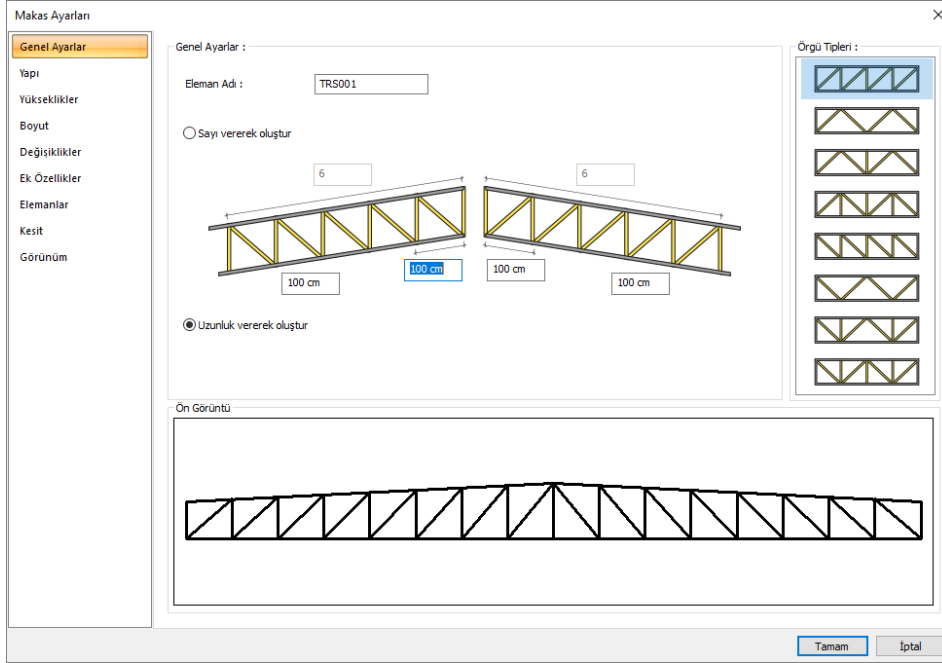 Makas Ayarları
Genel Ayarlar
Yapı
Yükseklikler
Boyut
Değişiklikler
Ek Özellikler
Elemanlar
Kesit
Görünüm
Genel Ayarlar :
Eleman Adı :
TRS001
Sayı vererek oluştur
6
6
100 cm
100 cm
100 cm
100 cm
Uzunluk vererek oluştur
Örgü Tipleri :
Ön Görüntü
Tamam
İptal